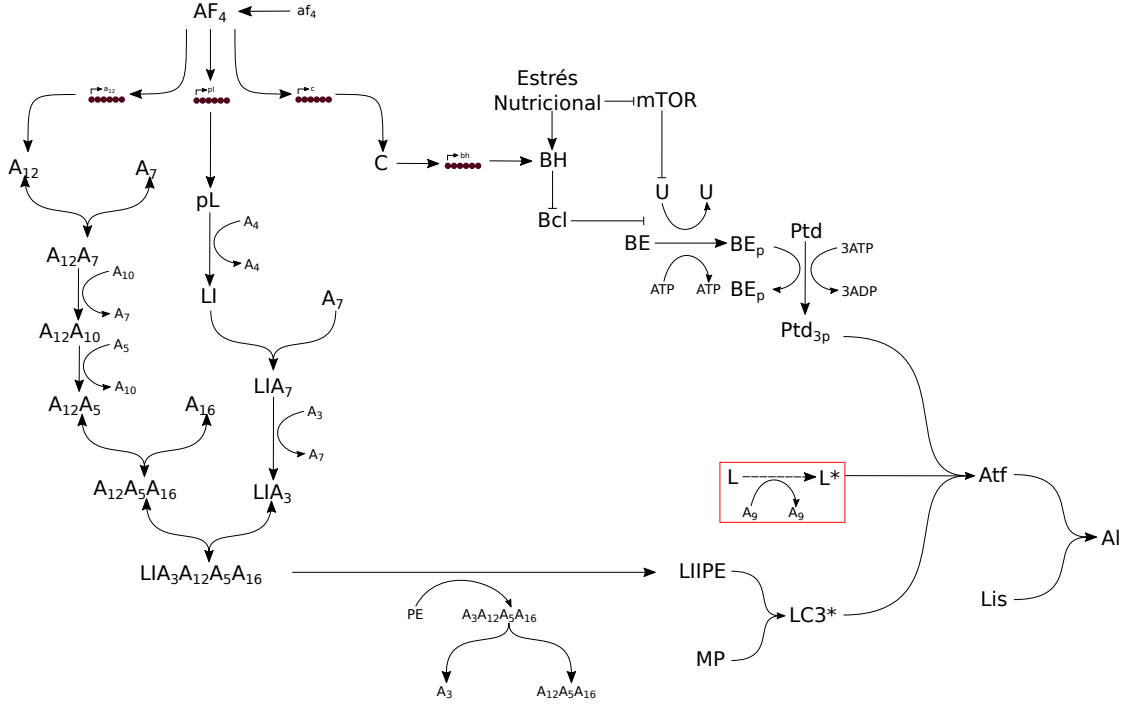 AF₄
af₄
a₁₂
pl
c
Estrés
Nutricional
mTOR
A₁₂
A₇
C
bh
BH
pL
A₄
A₄
Bcl
U
U
BE
BEₚ
Ptd
3ATP
ATP
ATP
BEₚ
3ADP
Ptd₃ₚ
A₁₂A₇
A₁₀
A₇
LI
A₇
A₁₂A₁₀
A₅
A₁₀
LIA₇
A₁₂A₅
A₁₆
A₃
A₇
A₁₂A₅A₁₆
LIA₃
L
L*
A₉
A₉
Atf
Al
LIA₃A₁₂A₅A₁₆
LIIPE
Lis
PE
A₃A₁₂A₅A₁₆
LC3*
MP
A₃
A₁₂A₅A₁₆